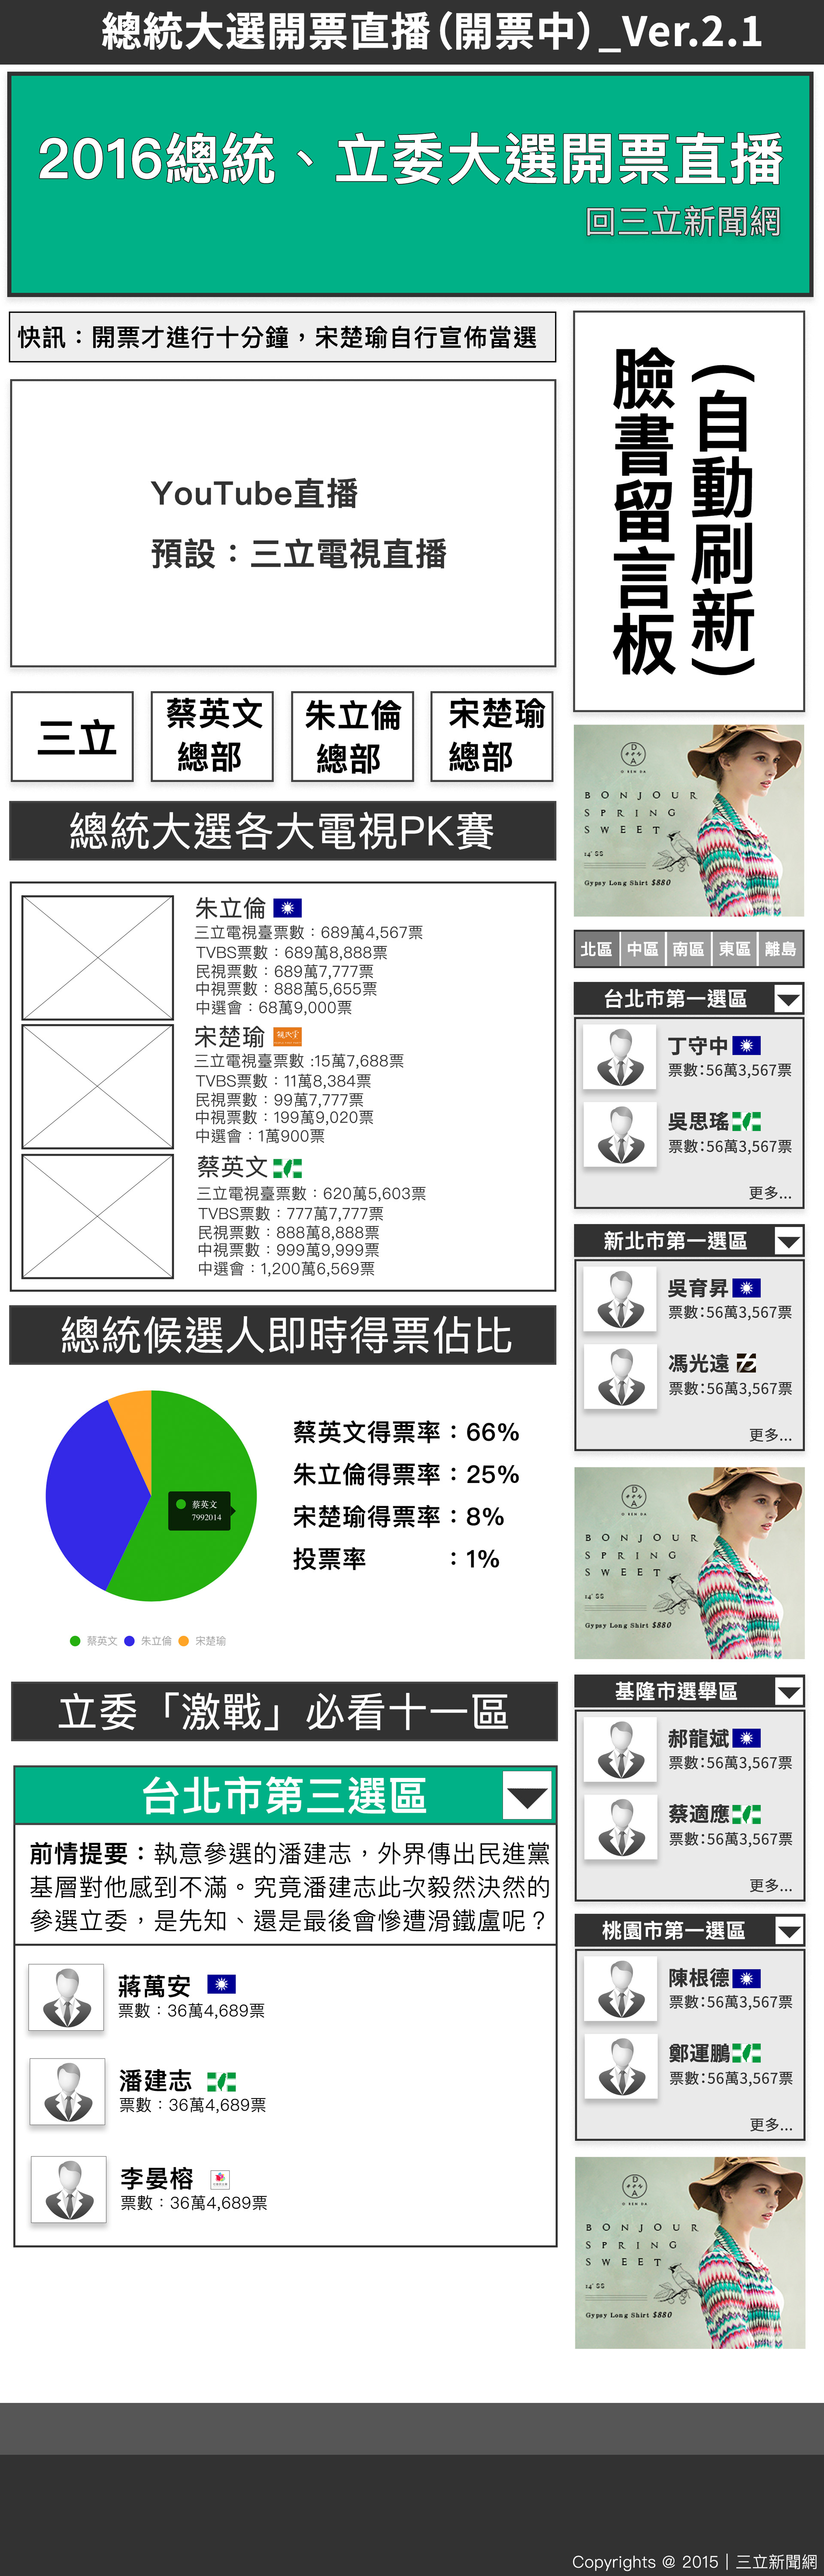 總統大選開票直播(開票中)_Ver.2.1
2016總統、立委大選開票直播
回三立新聞網
快訊：開票才進行十分鐘，宋楚瑜自行宣佈當選
YouTube直播
預設：三立電視直播
三立
蔡英文
總部
朱立倫
總部
宋楚瑜
總部
總統大選各大電視PK賽
朱立倫
三立電視臺票數：689萬4,567票
TVBS票數：689萬8,888票
民視票數：689萬7,777票
中視票數：888萬5,655票
中選會：68萬9,000票
宋楚瑜
三立電視臺票數 :15萬7,688票
TVBS票數：11萬8,384票
民視票數：99萬7,777票
中視票數：199萬9,020票
中選會：1萬900票
蔡英文
三立電視臺票數：620萬5,603票
TVBS票數：777萬7,777票
民視票數：888萬8,888票
中視票數：999萬9,999票
中選會：1,200萬6,569票
總統候選人即時得票佔比
蔡英文
7992014
蔡英文 朱立倫 宋楚瑜
蔡英文得票率：66%
朱立倫得票率：25%
宋楚瑜得票率：8%
投票率 ：1%
立委「激戰」必看十一區
台北市第三選區
前情提要：執意參選的潘建志，外界傳出民進黨
基層對他感到不滿。究竟潘建志此次毅然決然的
參選立委，是先知、還是最後會慘遭滑鐵盧呢？
蔣萬安
票數：36萬4,689票
潘建志
票數：36萬4,689票
李晏榕
票數：36萬4,689票
(自動刷新)
臉書留言板
D
A
D SEN DA
BONJOUR
SPRING
SWEET
14' SS
Gypsy Long Shirt $880
北區 中區 南區 東區 離島
台北市第一選區
丁守中
票數:56萬3,567票
吳思瑤
票數:56萬3,567票
更多...
新北市第一選區
吳育昇
票數:56萬3,567票
馮光遠
票數:56萬3,567票
更多...
D
A
D SEN DA
BONJOUR
SPRING
SWEET
14' SS
Gypsy Long Shirt $880
基隆市選舉區
郝龍斌
票數:56萬3,567票
蔡適應
票數:56萬3,567票
更多...
桃園市第一選區
陳根德
票數:56萬3,567票
鄭運鵬
票數:56萬3,567票
更多...
D
A
D SEN DA
BONJOUR
SPRING
SWEET
14' SS
Gypsy Long Shirt $880
Copyrights @ 2015 | 三立新聞網